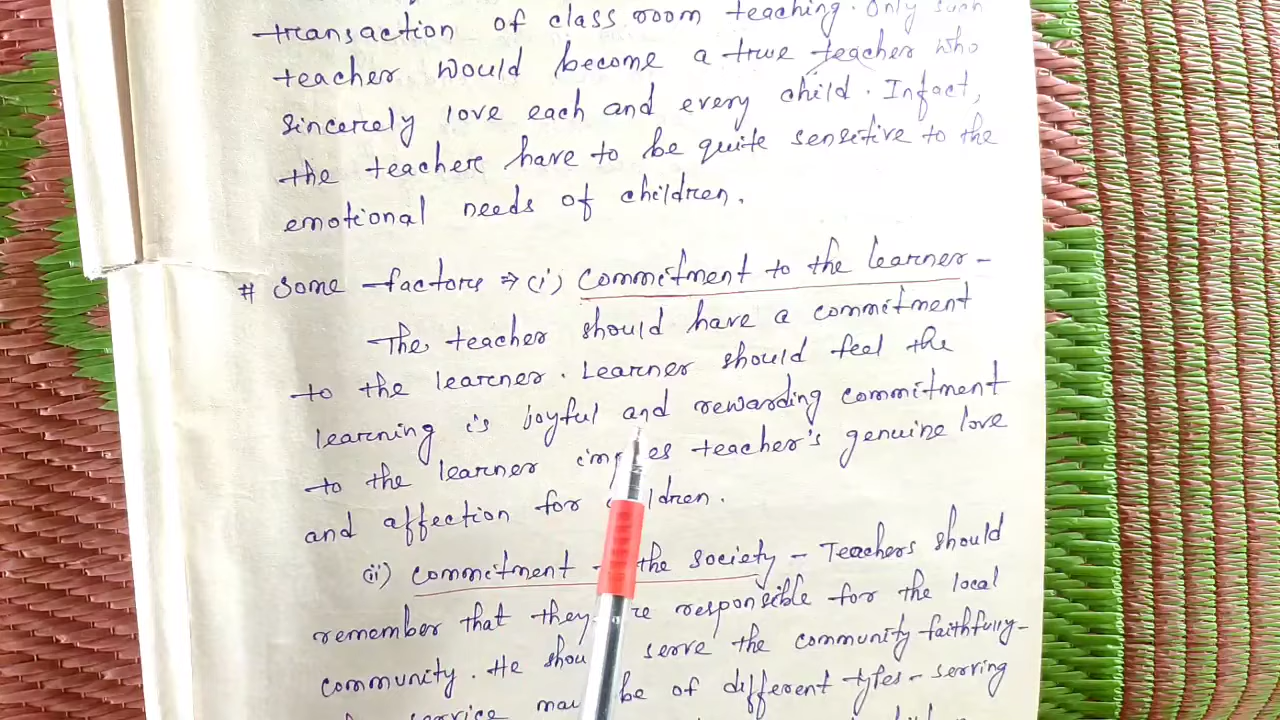 transaction of class room teaching. Only such
teacher would become a true teacher who
sincerely love each and every child. Infact,
the teacher have to be quite sensitive to the
emotional needs of children.
# Some factors ⇒ (i) Commitment to the learner -
The teacher should have a commitment
to the learner. Learner should feel the
learning is joyful and rewarding commitment
to the learner teacher's genuine love
and affection for
(ii) Commitment the society - Teachers should
remember that they responsible for the local
community. He serve the community faithfully-
service be of different types - serving